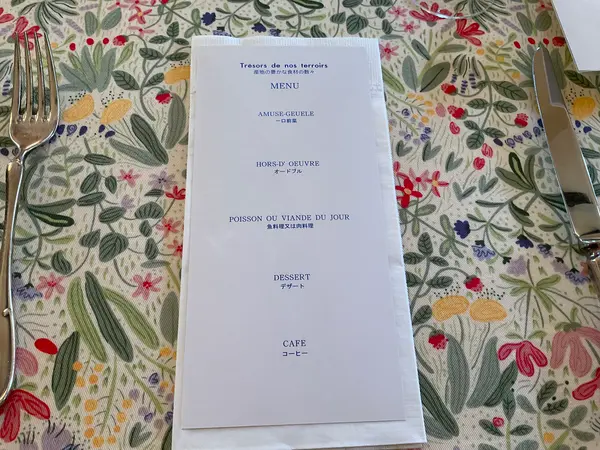 Trésors de nos terroirs
産地の豊かな食材の数々
MENU
AMUSE-GEUELE
一口前菜
HORS-D' OEUVRE
オードブル
POISSON OU VIANDE DU JOUR
魚料理又は肉料理
DESSERT
デザート
CAFE
コーヒー